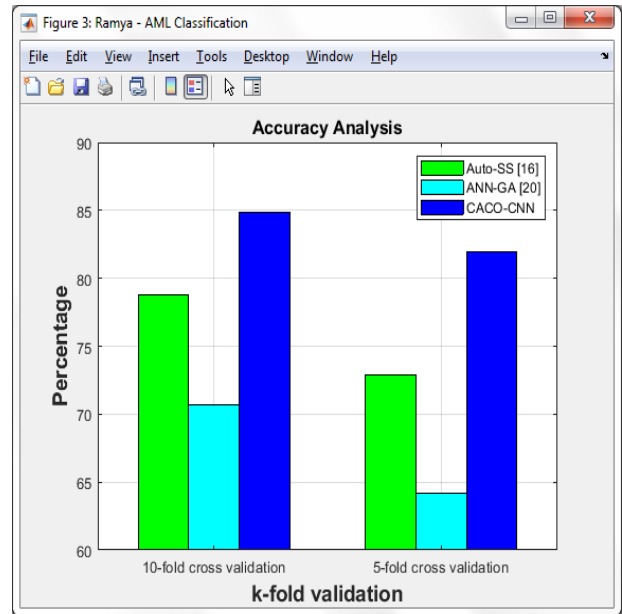 Figure 3: Ramya - AML Classification
File Edit View Insert Tools Desktop Window Help
Accuracy Analysis
90
85
80
75
70
65
60
Percentage
Auto-SS [16]
ANN-GA [20]
CACO-CNN
10-fold cross validation
5-fold cross validation
k-fold validation